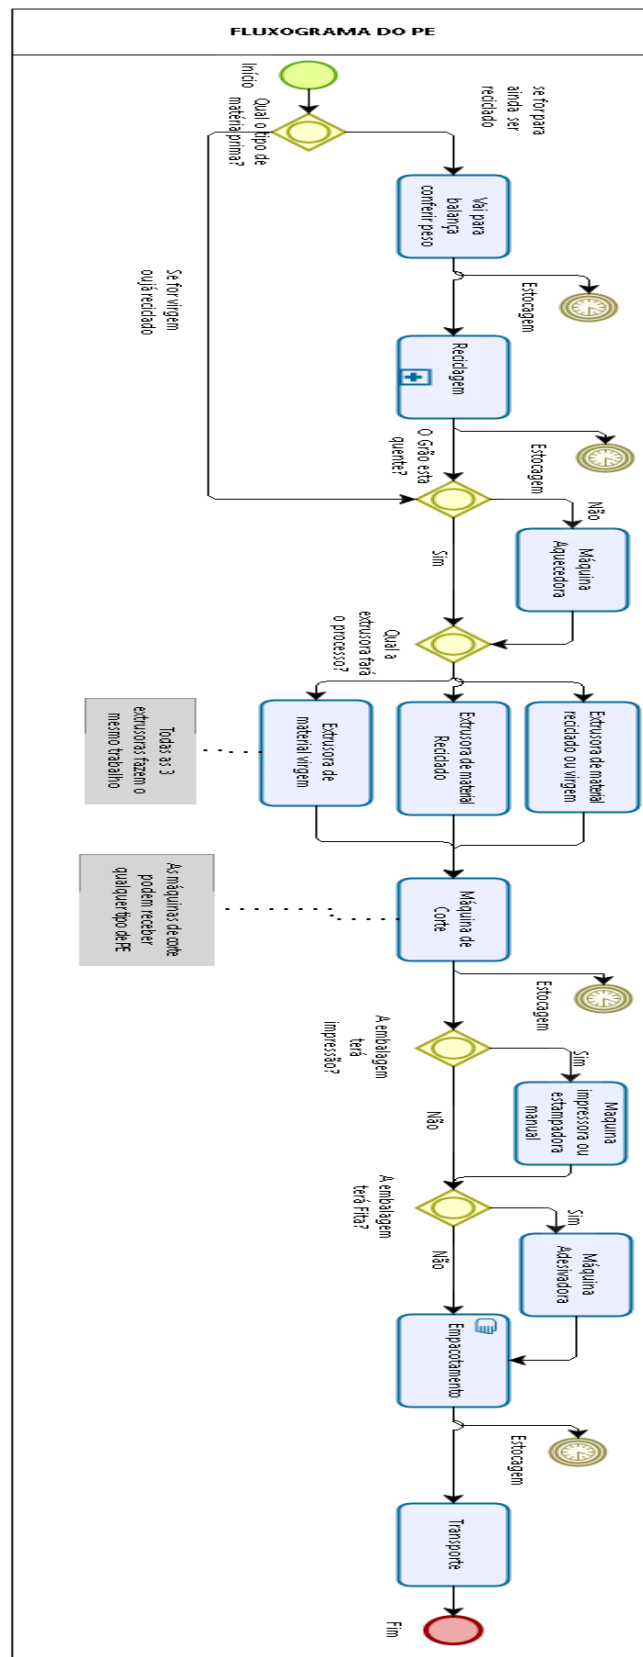 FLUXOGRAMA DO PE
Início
Qual o tipo de
matéria prima?
se for para
ainda ser
reciclado
Vai para
balança
conferir peso
Se for virgem
ou já reciclado
Estocagem
Reciclagem
Estocagem
O Grão esta
quente?
Não
Máquina
Aquecedora
Sim
Qual a
extrusora fará
o processo?
Extrusora de
material virgem
Extrusora de material
Reciclado
Extrusora de material
reciclado ou virgem
Todas as 3
extrusoras fazem o
mesmo trabalho
Máquina de
Corte
As máquinas de corte
podem receber
qualquer tipo de PE
Estocagem
A embalagem
terá
impressão?
Sim
Maquina
impressora ou
estampadora
manual
Não
A embalagem
terá Fita?
Sim
Máquina
Adesivadora
Não
Empacotamento
Estocagem
Transporte
Fim